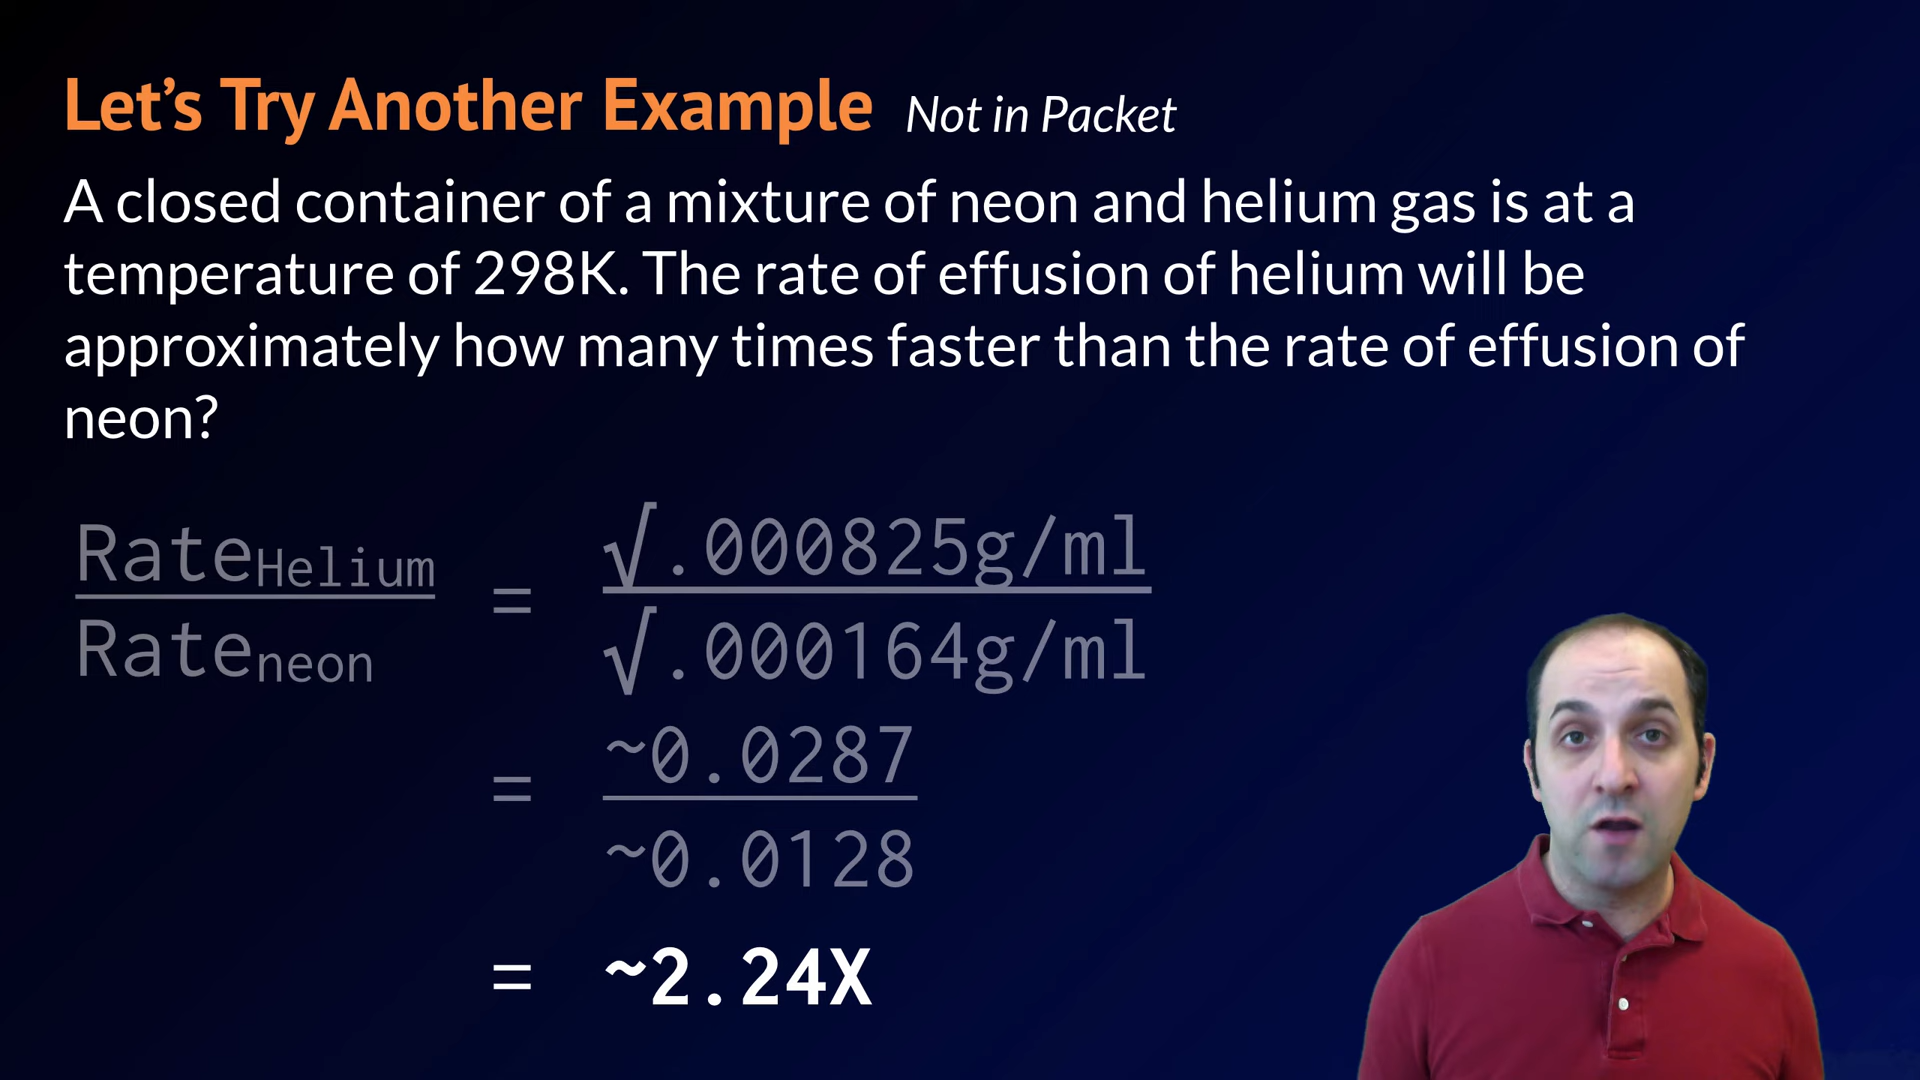 Let's Try Another Example Not in Packet
A closed container of a mixture of neon and helium gas is at a
temperature of 298K. The rate of effusion of helium will be
approximately how many times faster than the rate of effusion of
neon?
RateHelium = √.000825g/ml
Rateneon √.000164g/ml
= ~0.0287
~0.0128
= ~2.24X